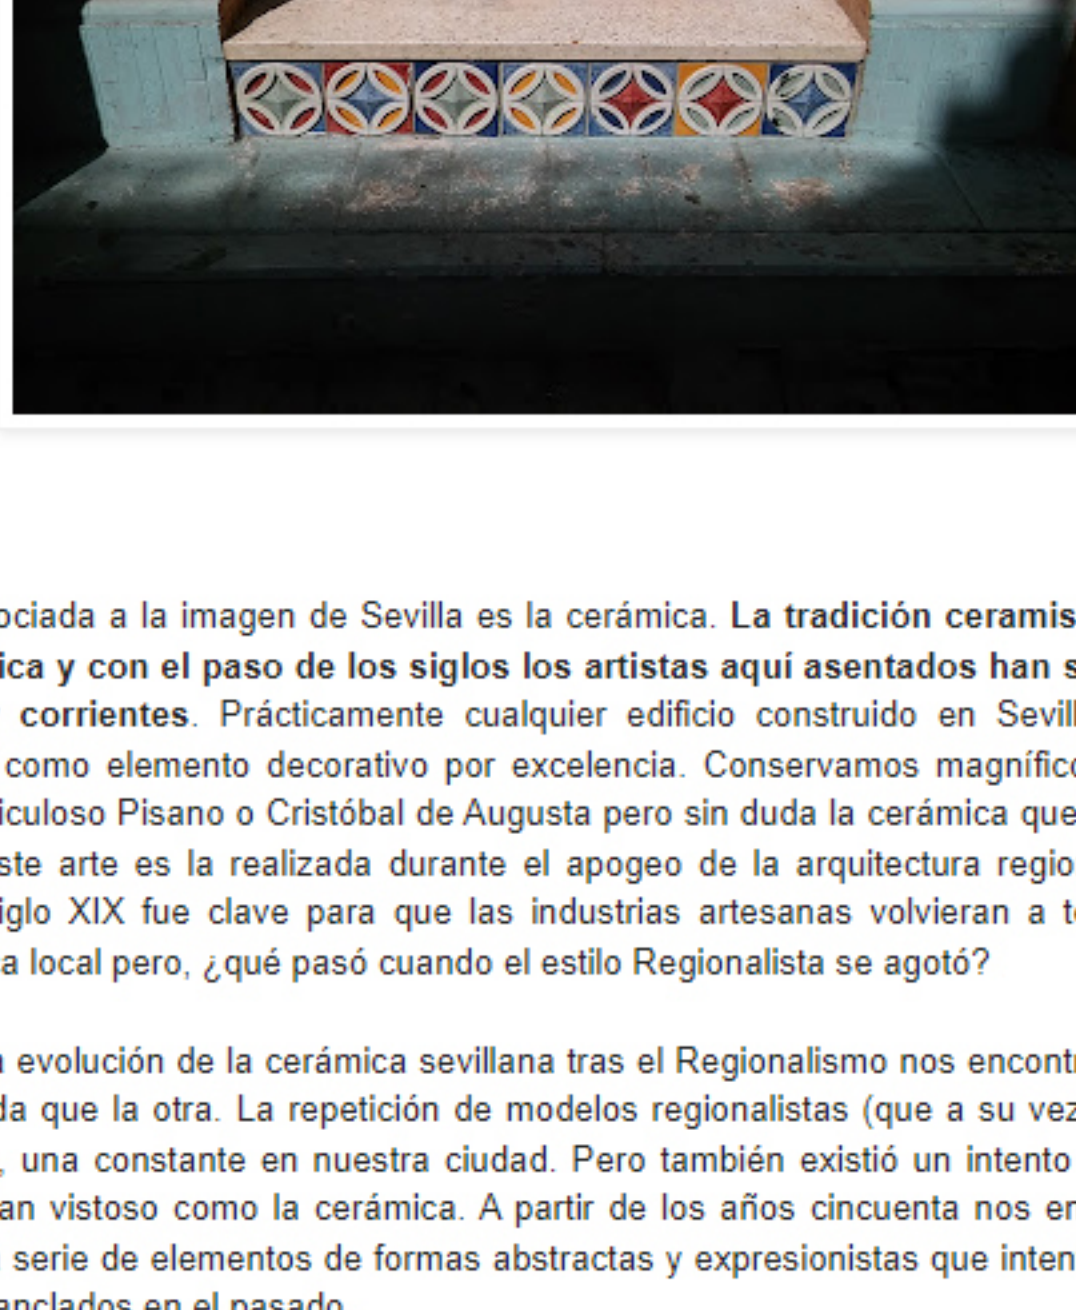 ociada a la imagen de Sevilla es la cerámica. La tradición ceramis
ica y con el paso de los siglos los artistas aquí asentados han s
corrientes. Prácticamente cualquier edificio construido en Sevill
como elemento decorativo por excelencia. Conservamos magnífico
iculoso Pisano o Cristóbal de Augusta pero sin duda la cerámica que
ste arte es la realizada durante el apogeo de la arquitectura regio
iglo XIX fue clave para que las industrias artesanas volvieran a t
a local pero, ¿qué pasó cuando el estilo Regionalista se agotó?
evolución de la cerámica sevillana tras el Regionalismo nos encont
da que la otra. La repetición de modelos regionalistas (que a su vez
, una constante en nuestra ciudad. Pero también existió un intento
an vistoso como la cerámica. A partir de los años cincuenta nos en
serie de elementos de formas abstractas y expresionistas que inten
anclados en el pasado.